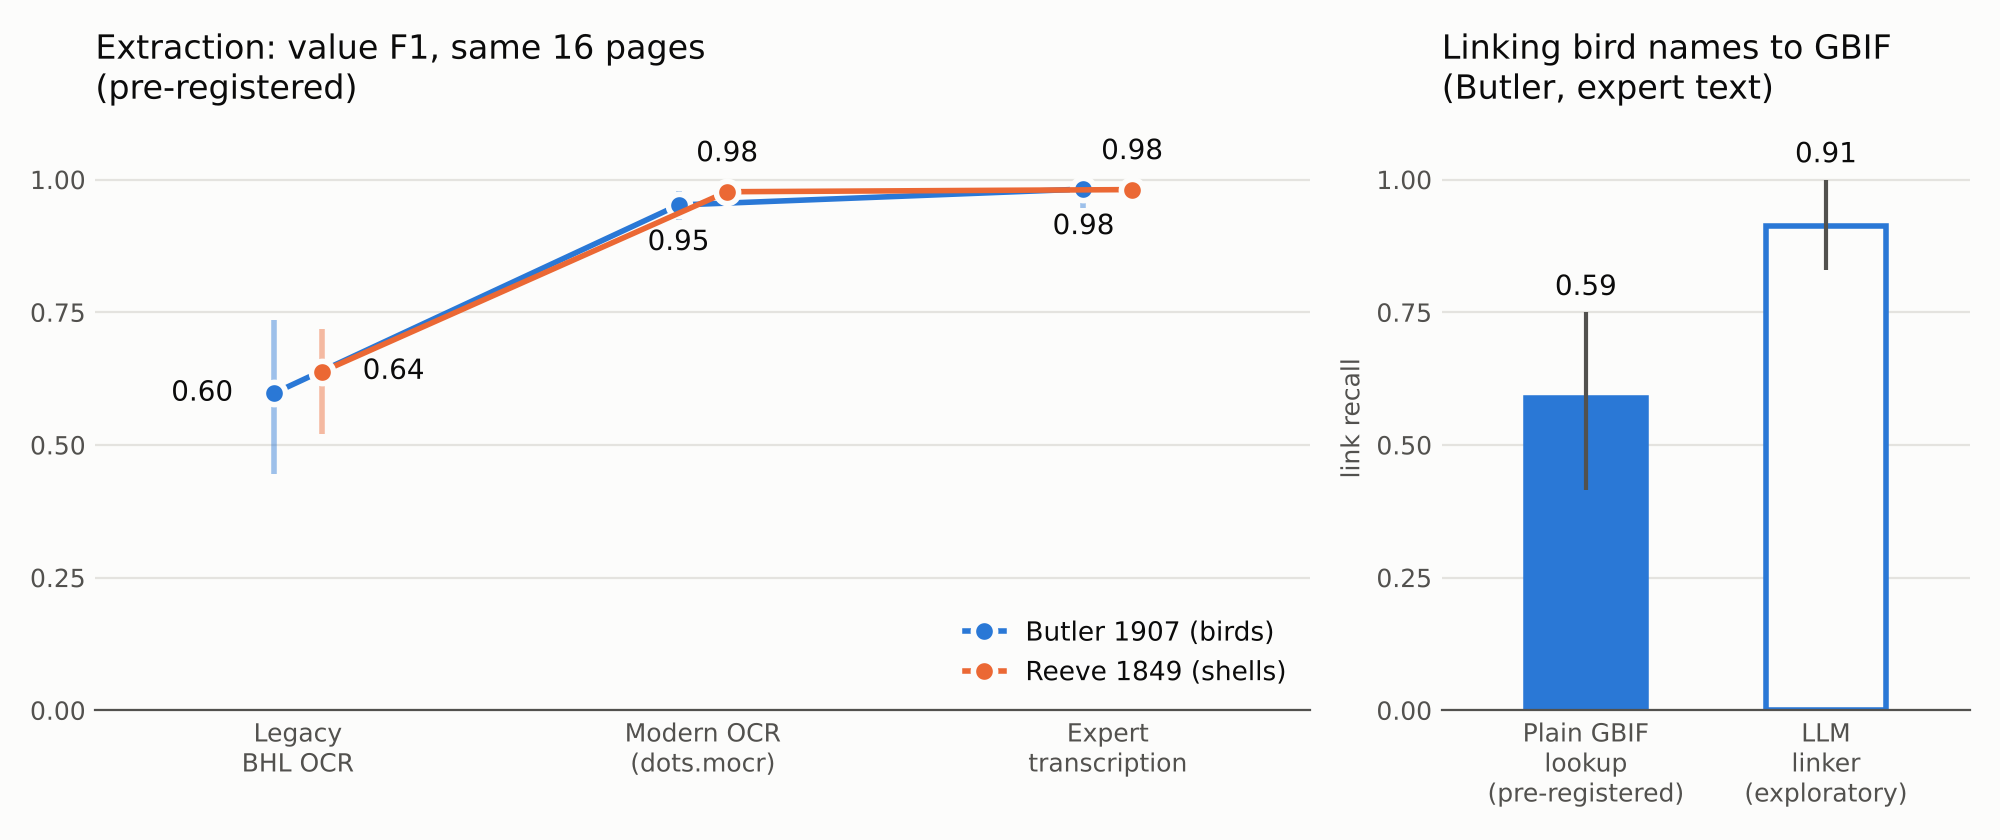 Extraction: value F1, same 16 pages
(pre-registered)
1.00
0.75
0.50
0.25
0.00
0.60
0.64
0.95
0.98
0.98
0.98
Butler 1907 (birds)
Reeve 1849 (shells)
Legacy
BHL OCR
Modern OCR
(dots.mocr)
Expert
transcription
Linking bird names to GBIF
(Butler, expert text)
link recall
1.00
0.75
0.50
0.25
0.00
0.59
0.91
Plain GBIF
lookup
(pre-registered)
LLM
linker
(exploratory)